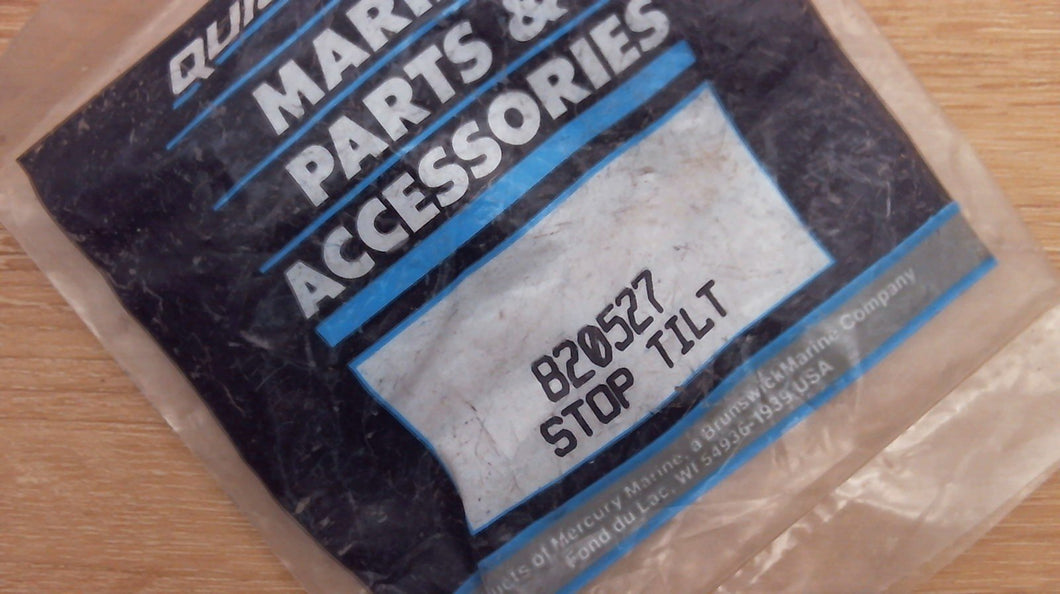 QUI
MARI
PARTS &
ACCESSORIES
820527
STOP TILT
ucts of Mercury Marine, a Brunswick Marine Company
Fond du Lac, WI 54936-1939 USA